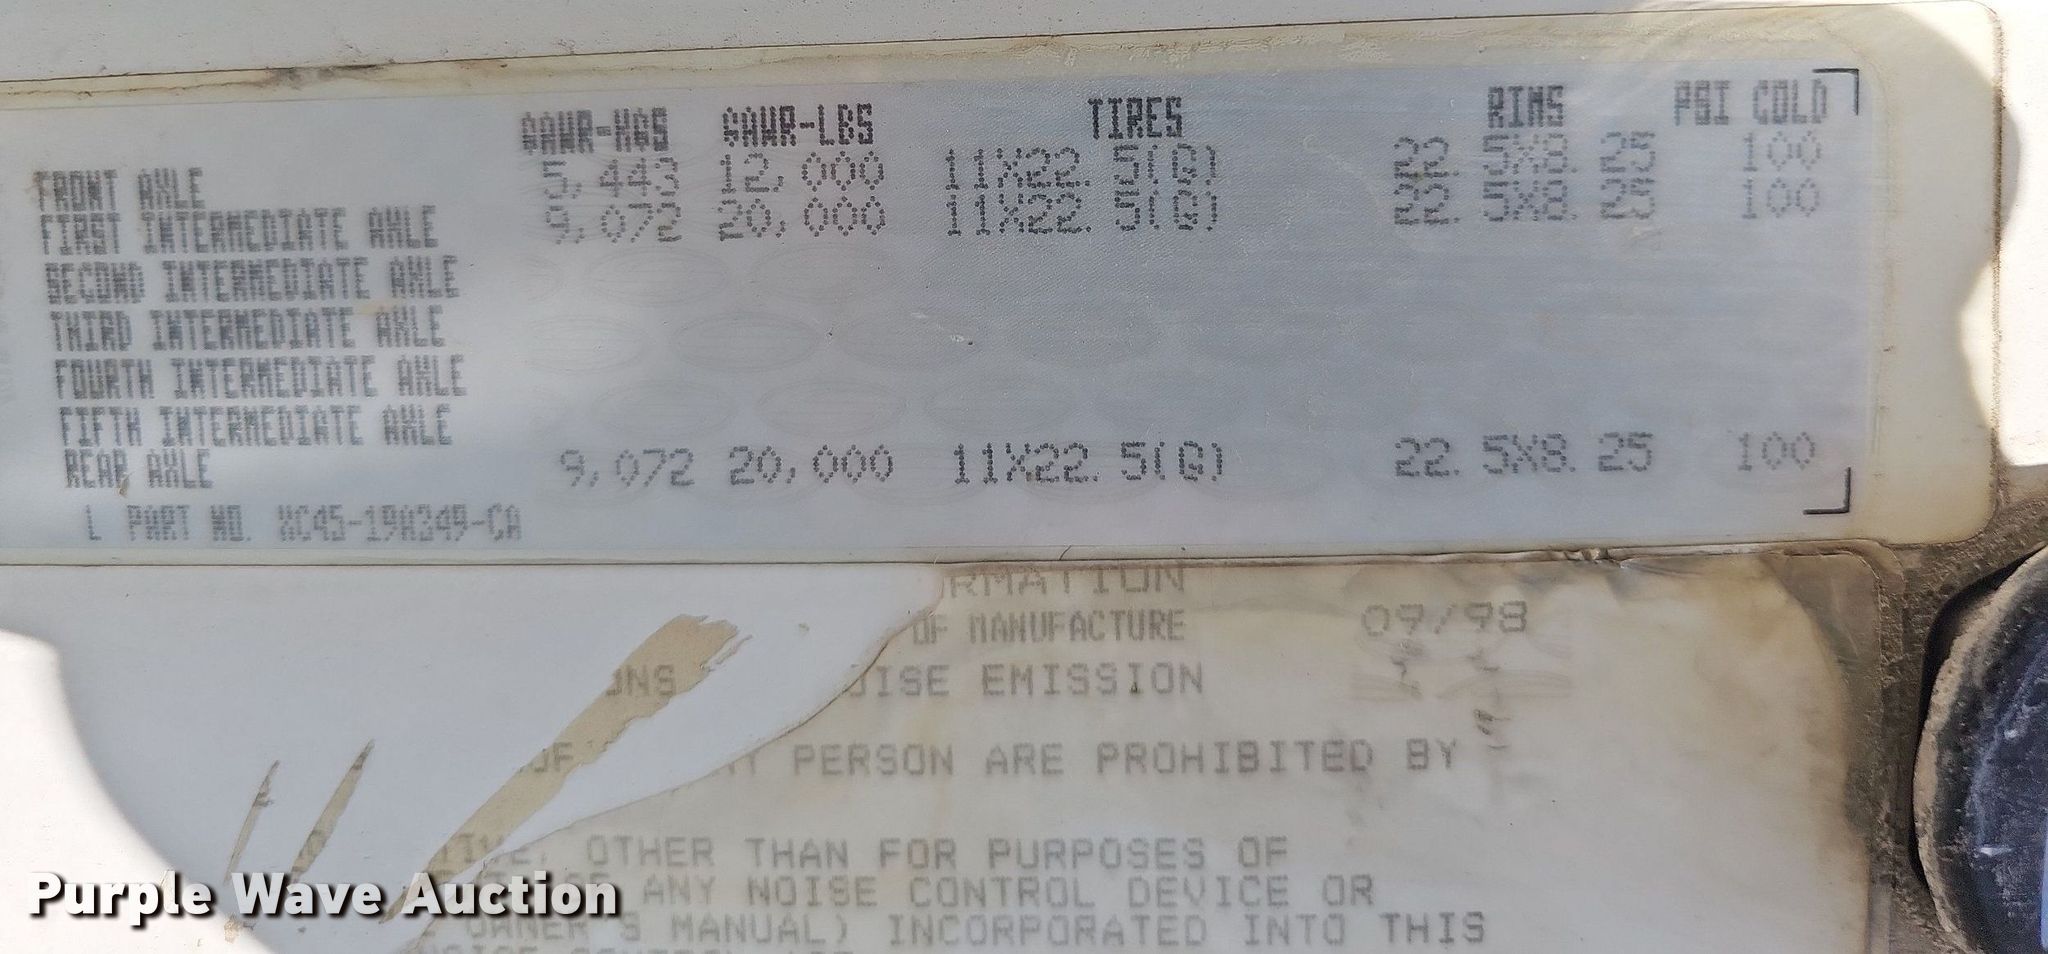 GAWR-KGS GAWR-LBS TIRES RIMS PSI COLD
FRONT AXLE 5,443 12,000 11X22.5(G) 22.5X8.25 100
FIRST INTERMEDIATE AXLE 9,072 20,000 11X22.5(G) 22.5X8.25 100
SECOND INTERMEDIATE AXLE
THIRD INTERMEDIATE AXLE
FOURTH INTERMEDIATE AXLE
FIFTH INTERMEDIATE AXLE
REAR AXLE 9,072 20,000 11X22.5(G) 22.5X8.25 100
L PART NO. XC45-19A349-CA
RMATION
OF MANUFACTURE 09/98
ONS OISE EMISSION
PERSON ARE PROHIBITED BY
OTHER THAN FOR PURPOSES OF
ANY NOISE CONTROL DEVICE OR
OWNER'S MANUAL) INCORPORATED INTO THIS
Purple Wave Auction